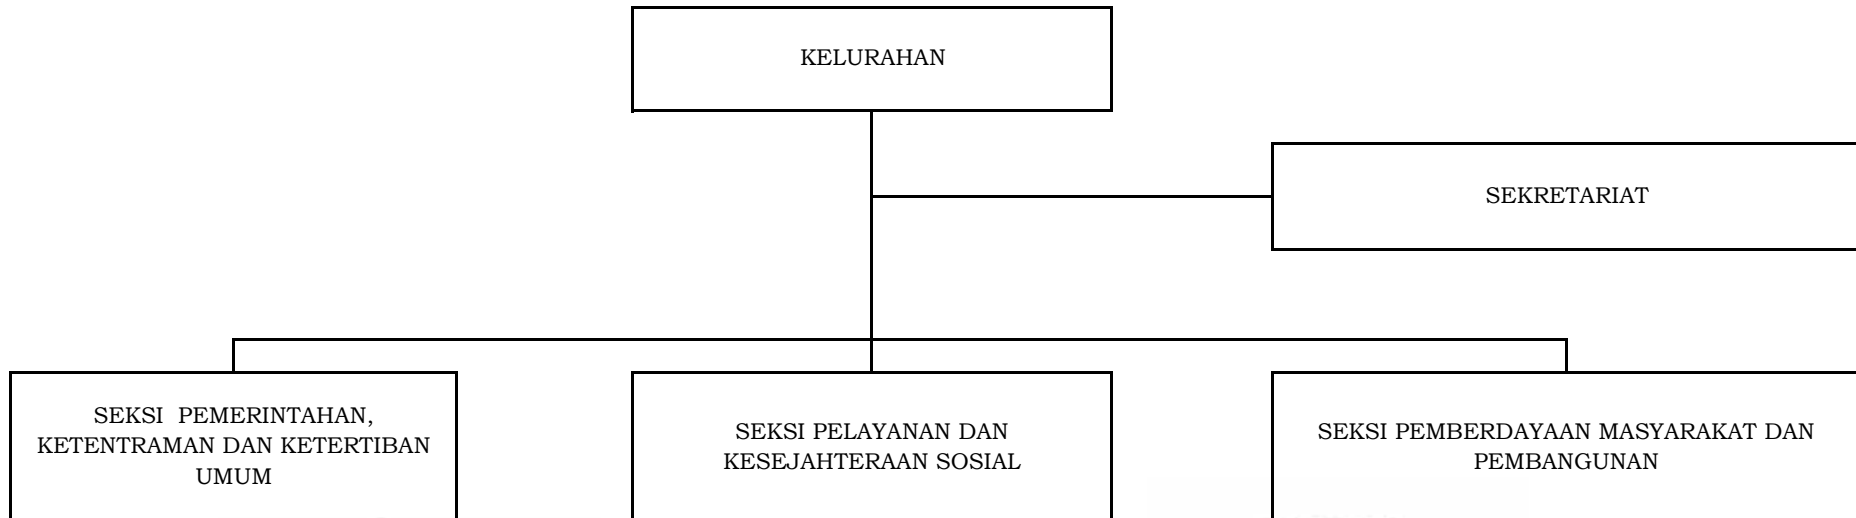 KELURAHAN
SEKRETARIAT
SEKSI PEMERINTAHAN,
KETENTRAMAN DAN KETERTIBAN
UMUM
SEKSI PELAYANAN DAN
KESEJAHTERAAN SOSIAL
SEKSI PEMBERDAYAAN MASYARAKAT DAN
PEMBANGUNAN